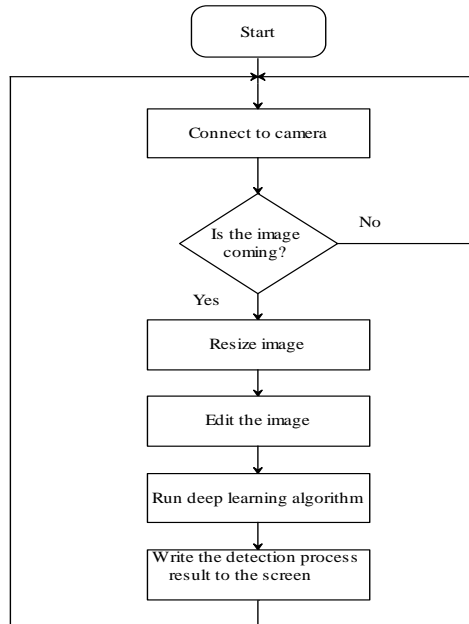 Start
Connect to camera
Is the image
coming?
No
Yes
Resize image
Edit the image
Run deep learning algorithm
Write the detection process
result to the screen